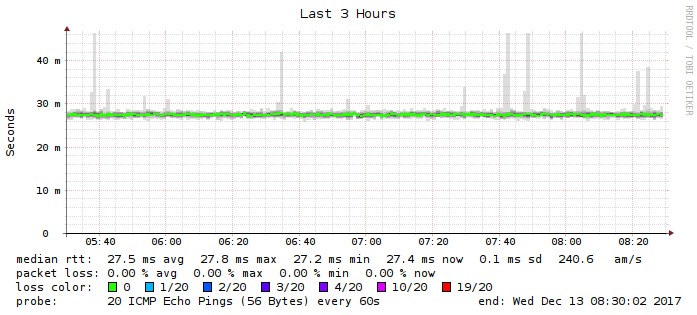 Last 3 Hours
RRDTOOL / TOBI OETIKER
Seconds
40 m
30 m
20 m
10 m
0
05:40 06:00 06:20 06:40 07:00 07:20 07:40 08:00 08:20
median rtt: 27.5 ms avg 27.8 ms max 27.2 ms min 27.4 ms now 0.1 ms sd 240.6 am/s
packet loss: 0.00 % avg 0.00 % max 0.00 % min 0.00 % now
loss color: 0 1/20 2/20 3/20 4/20 10/20 19/20
probe: 20 ICMP Echo Pings (56 Bytes) every 60s end: Wed Dec 13 08:30:02 2017